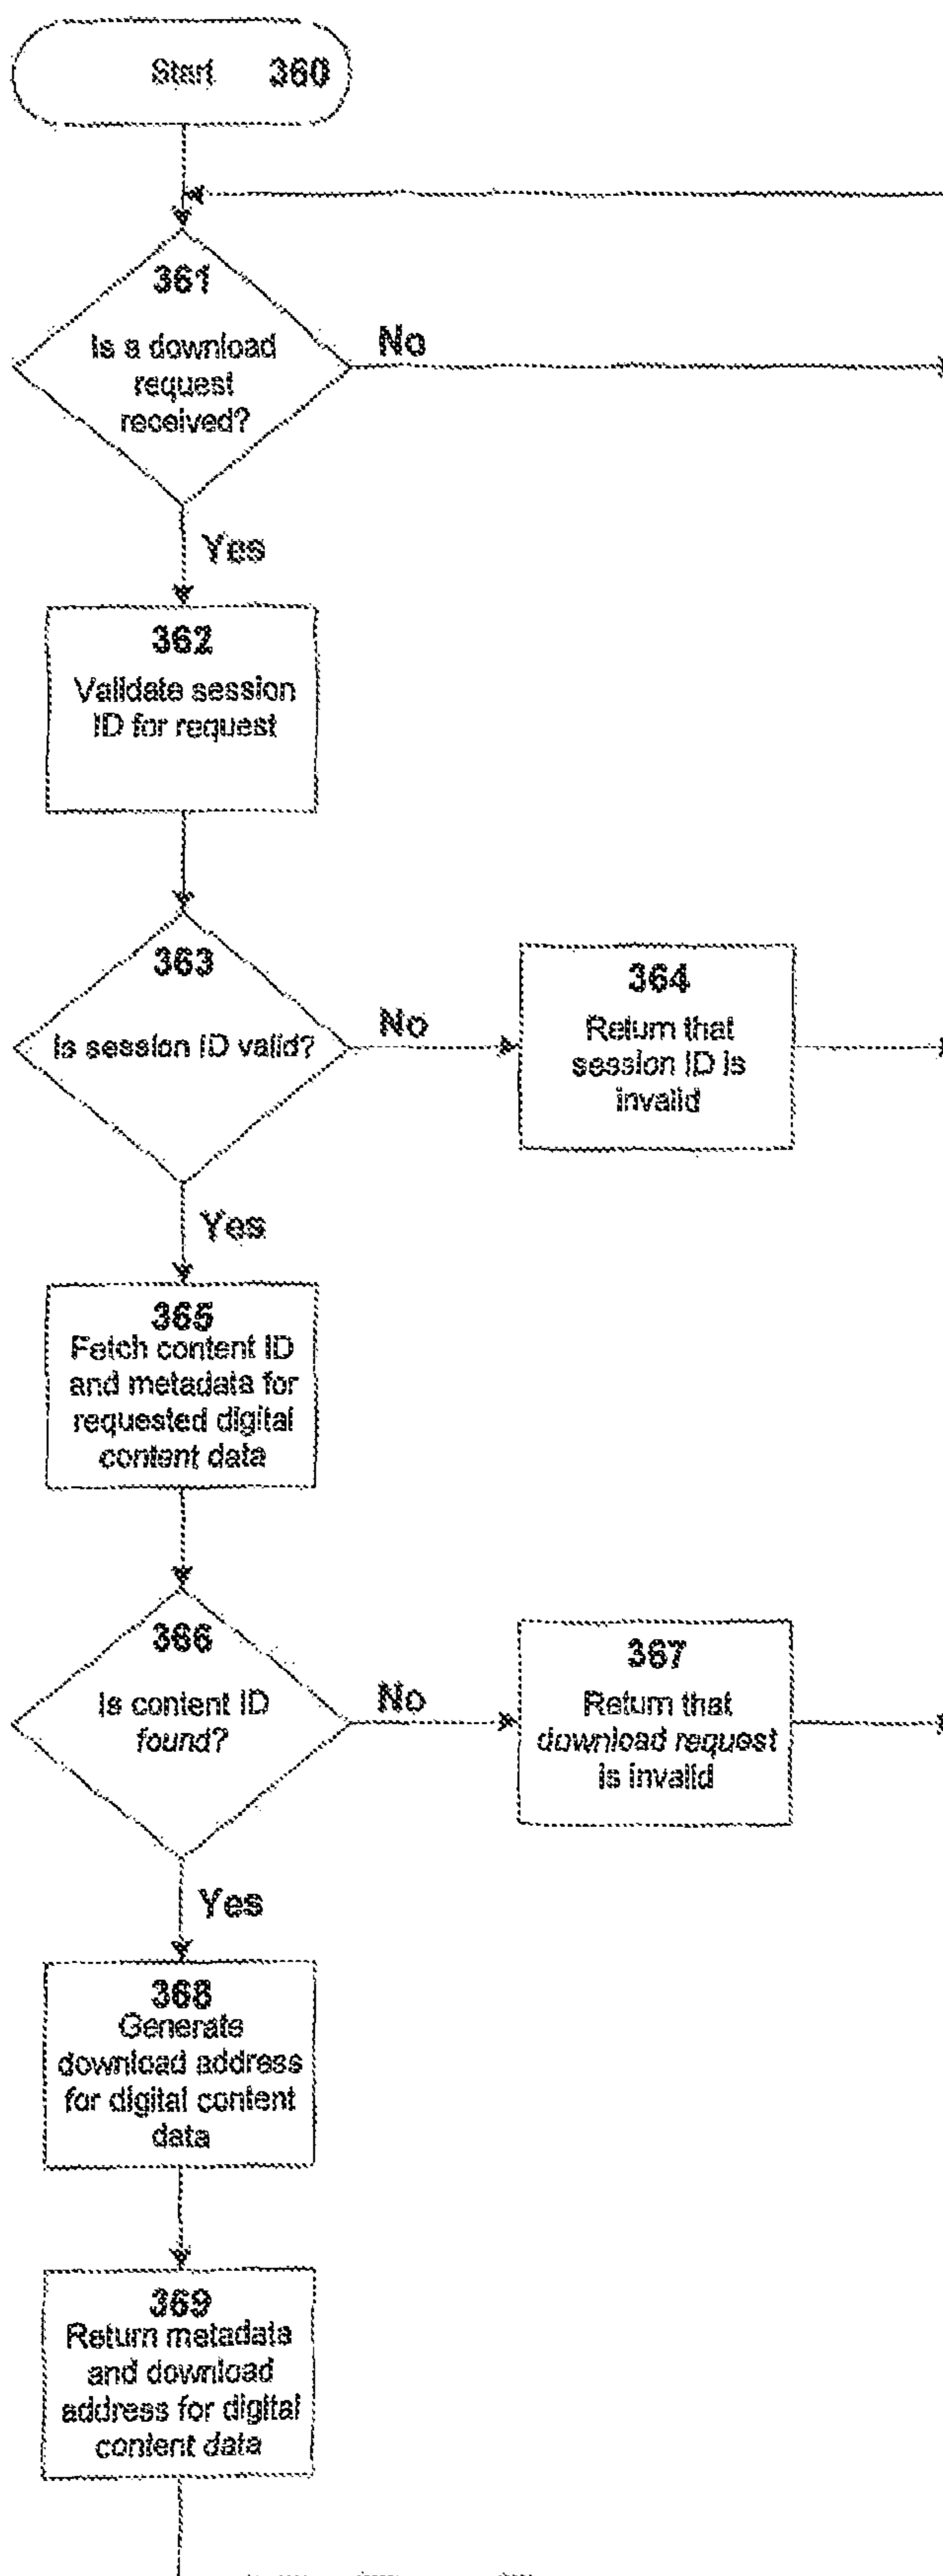 Start 360
361
Is a download
request
received?
No
Yes
362
Validate session
ID for request
363
Is session ID valid?
No
364
Return that
session ID is
invalid
Yes
365
Fetch content ID
and metadata for
requested digital
content data
366
Is content ID
found?
No
367
Return that
download request
is invalid
Yes
368
Generate
download address
for digital content
data
369
Return metadata
and download
address for digital
content data